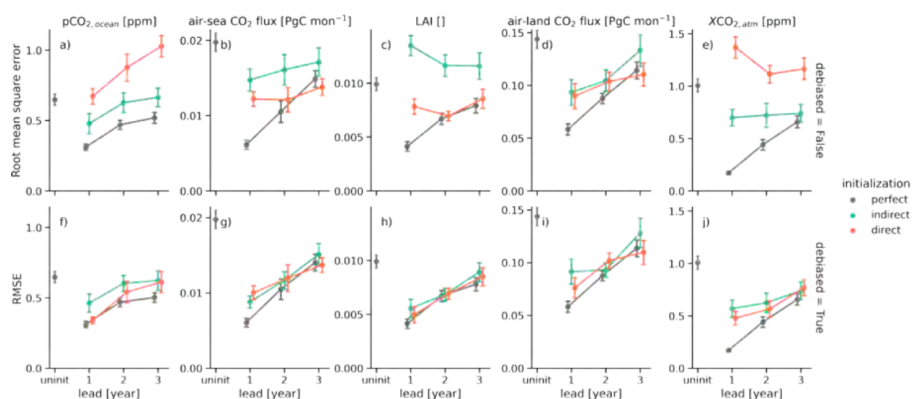 pCO₂,ocean [ppm] air-sea CO₂ flux [PgC mon⁻¹] LAI [] air-land CO₂ flux [PgC mon⁻¹] XCO₂,atm [ppm]
a) b) c) d) e)
Root mean square error
1.0
0.5
0.0
0.02
0.01
0.00
0.010
0.005
0.000
0.15
0.10
0.05
0.00
1.5
1.0
0.5
0.0
debiased = False
initialization
perfect
indirect
direct
f) g) h) i) j)
RMSE
1.0
0.5
0.0
0.02
0.01
0.00
0.010
0.005
0.000
0.15
0.10
0.05
0.00
1.5
1.0
0.5
0.0
debiased = True
uninit 1 2 3 uninit 1 2 3 uninit 1 2 3 uninit 1 2 3 uninit 1 2 3
lead [year] lead [year] lead [year] lead [year] lead [year]